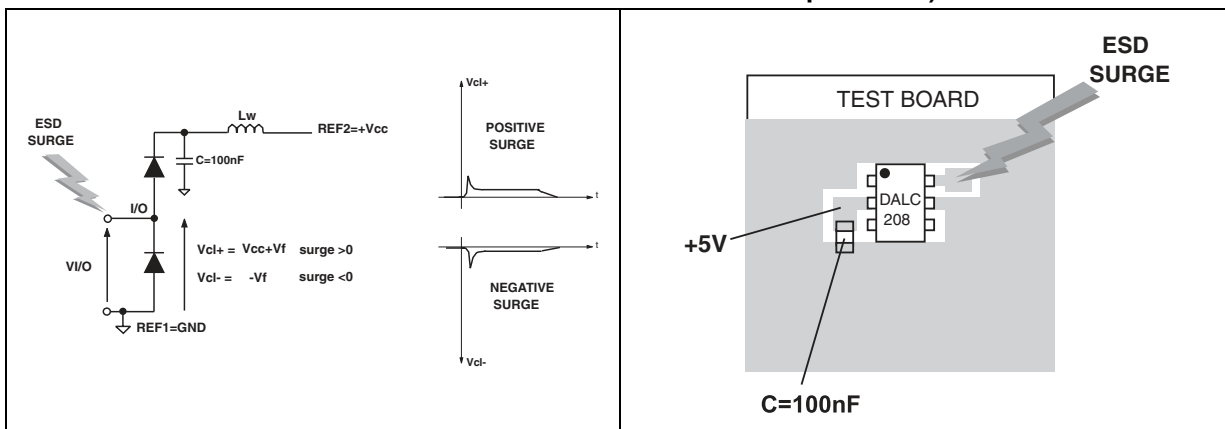 ESD
SURGE
Lw
REF2=+Vcc
C=100nF
I/O
VI/O
Vcl+ = Vcc+Vf surge >0
Vcl- = -Vf surge <0
REF1=GND
Vcl+
POSITIVE
SURGE
t
t
NEGATIVE
SURGE
Vcl-
ESD
SURGE
TEST BOARD
DALC
208
+5V
C=100nF